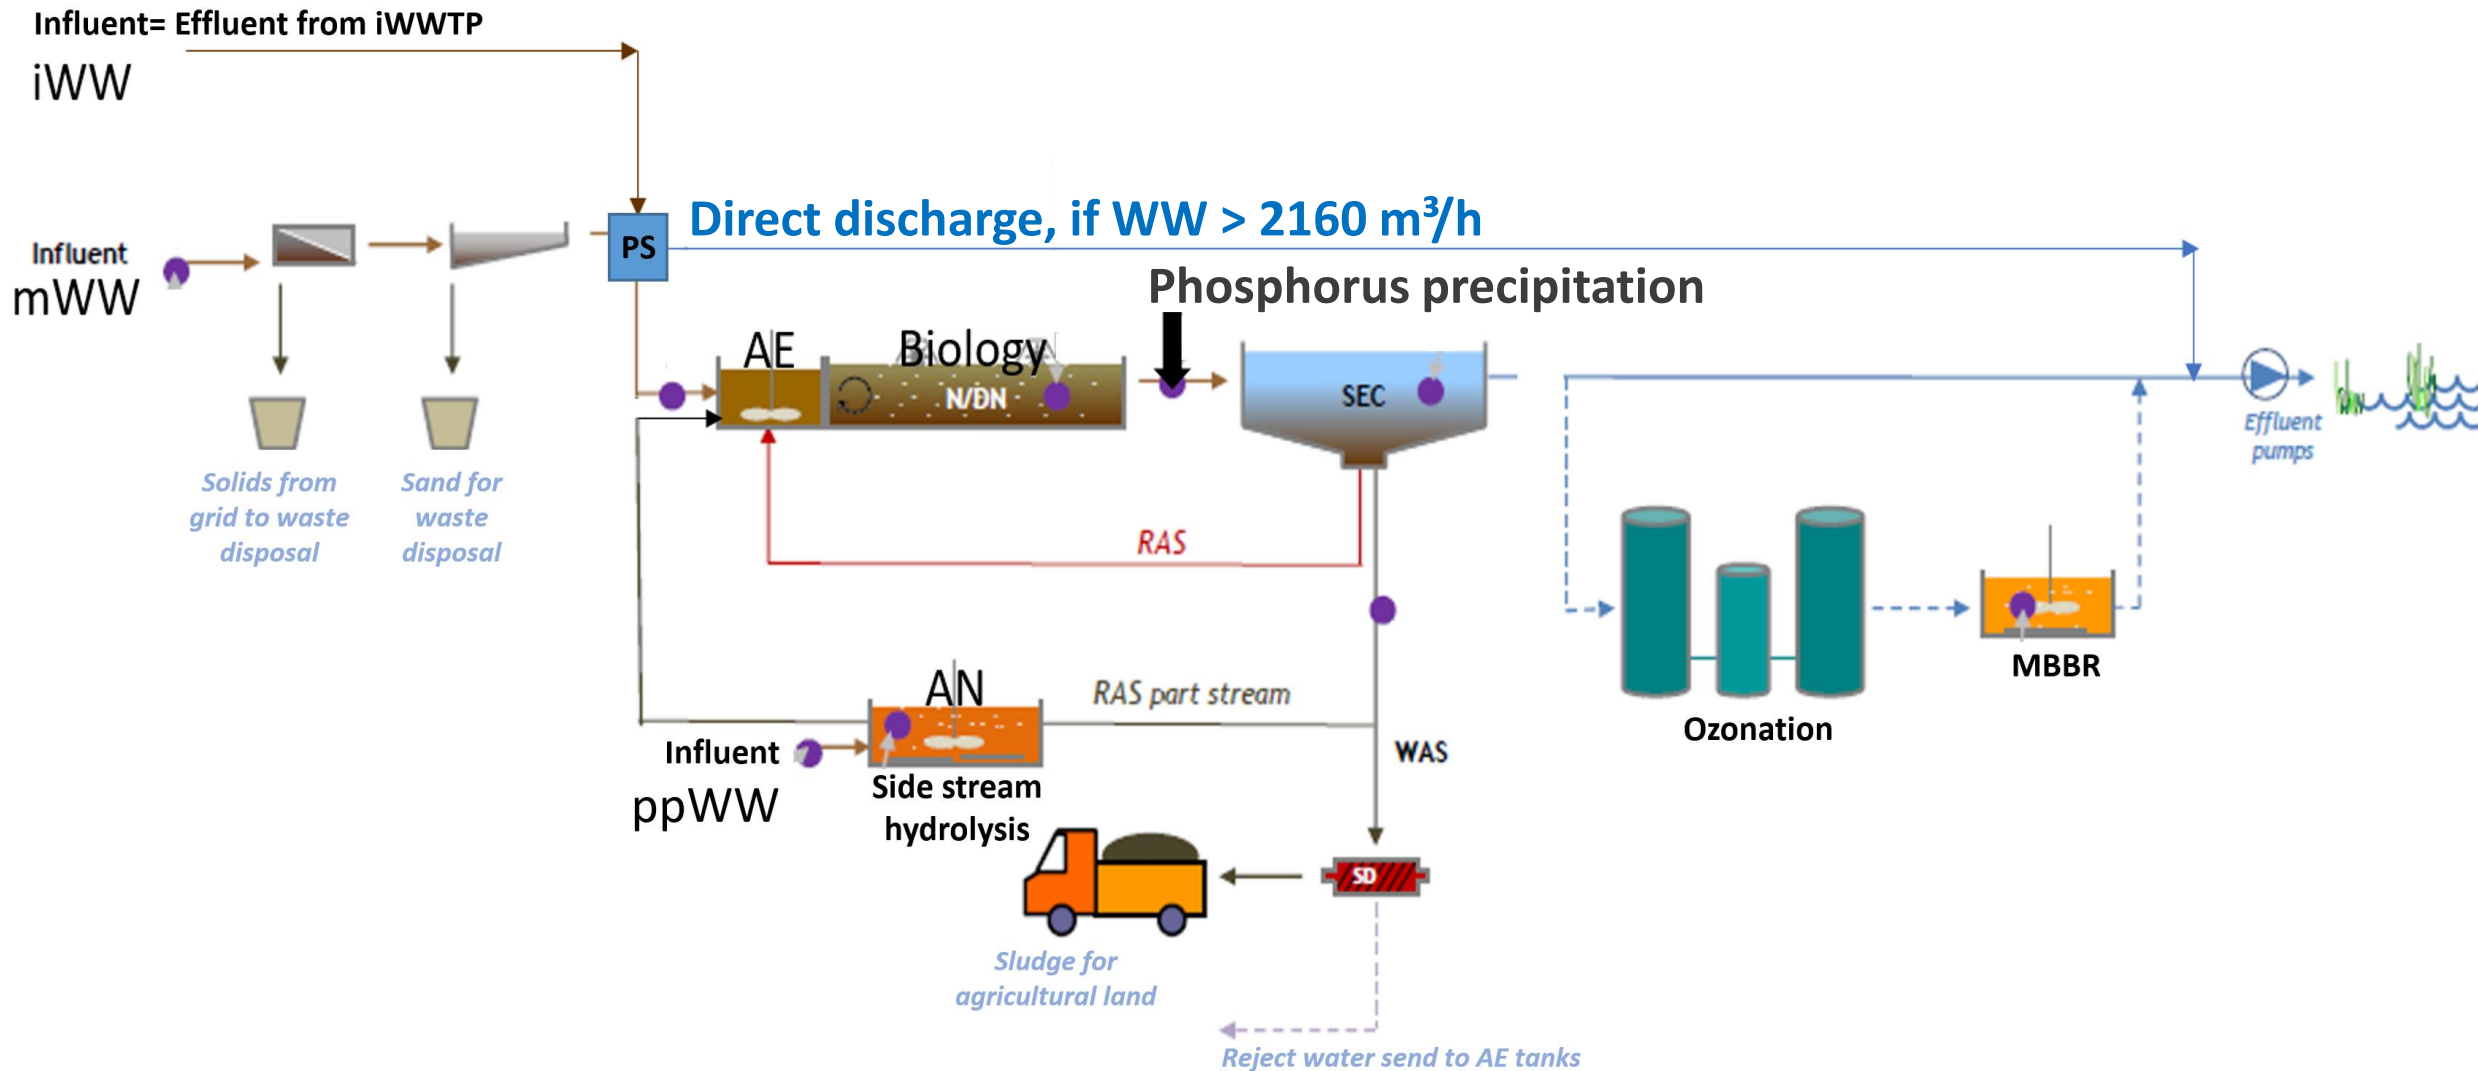 Influent= Effluent from iWWTP
iWW
Direct discharge, if WW > 2160 m³/h
PS
Influent
mWW
Phosphorus precipitation
AE
Biology
N/DN
SEC
Effluent
pumps
Solids from
grid to waste
disposal
Sand for
waste
disposal
RAS
MBBR
AN
RAS part stream
Ozonation
Influent
ppWW
WAS
Side stream
hydrolysis
SD
Sludge for
agricultural land
Reject water send to AE tanks